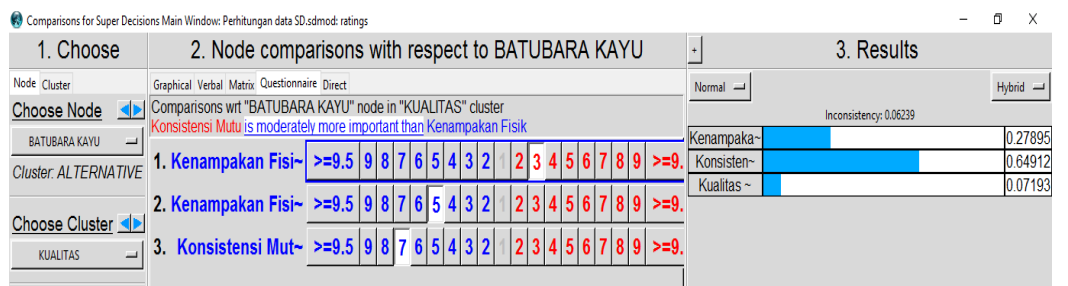 Comparisons for Super Decisions Main Window: Perhitungan data SD.sdmod: ratings
1. Choose
Node Cluster
Choose Node
BATUBARA KAYU
Cluster: ALTERNATIVE
Choose Cluster
KUALITAS
2. Node comparisons with respect to BATUBARA KAYU
Graphical Verbal Matrix Questionnaire Direct
Comparisons wrt "BATUBARA KAYU" node in "KUALITAS" cluster
Konsistensi Mutu is moderately more important than Kenampakan Fisik
1. Kenampakan Fisi~ >=9.5 9 8 7 6 5 4 3 2 1 2 3 4 5 6 7 8 9 >=9.
2. Kenampakan Fisi~ >=9.5 9 8 7 6 5 4 3 2 1 2 3 4 5 6 7 8 9 >=9.
3. Konsistensi Mut~ >=9.5 9 8 7 6 5 4 3 2 1 2 3 4 5 6 7 8 9 >=9.
+ 3. Results
Normal Hybrid
Inconsistency: 0.06239
Kenampaka~ 0.27895
Konsisten~ 0.64912
Kualitas ~ 0.07193